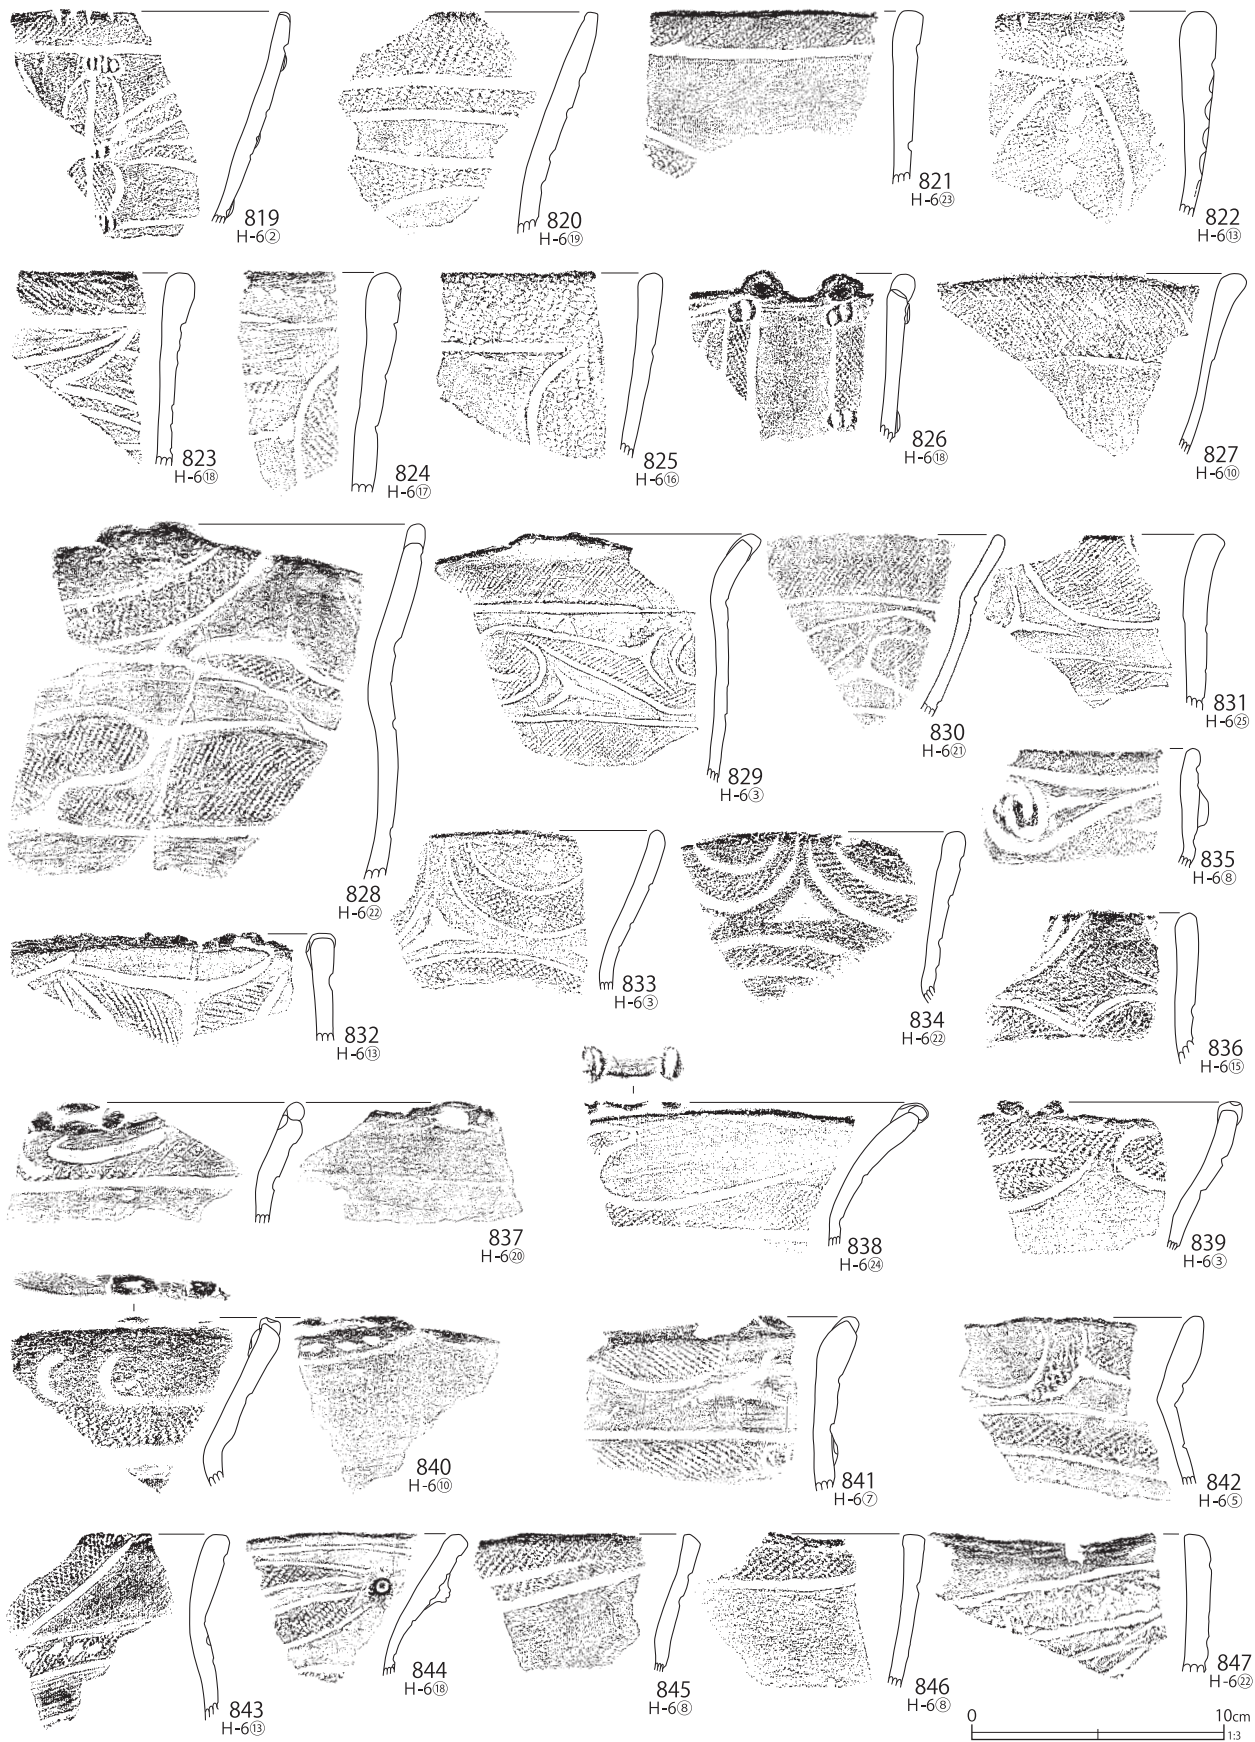 819
H-6②
820
H-6⑲
821
H-6㉓
822
H-6⑬
823
H-6⑱
824
H-6⑰
825
H-6⑯
826
H-6⑱
827
H-6⑩
828
H-6㉒
829
H-6③
830
H-6㉑
831
H-6㉕
832
H-6⑬
833
H-6③
834
H-6㉒
835
H-6⑧
836
H-6⑮
837
H-6⑳
838
H-6㉔
839
H-6③
840
H-6⑩
841
H-6⑦
842
H-6⑤
843
H-6⑬
844
H-6⑱
845
H-6⑧
846
H-6⑧
847
H-6㉒
0 10cm
1:3